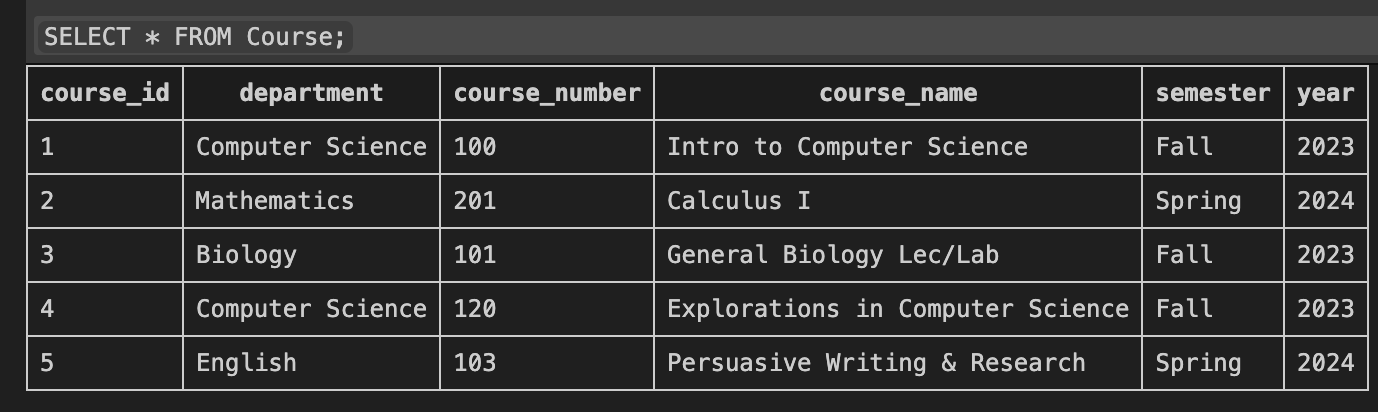 SELECT * FROM Course;
course_id department course_number course_name semester year
1 Computer Science 100 Intro to Computer Science Fall 2023
2 Mathematics 201 Calculus I Spring 2024
3 Biology 101 General Biology Lec/Lab Fall 2023
4 Computer Science 120 Explorations in Computer Science Fall 2023
5 English 103 Persuasive Writing & Research Spring 2024